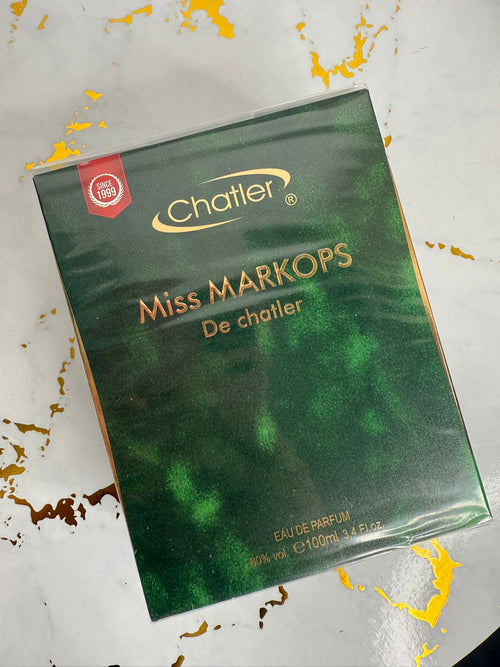 SINCE
1999
Chatler®
Miss MARKOPS
De chatler
EAU DE PARFUM
80% vol. ℮100ml 3.4 Fl oz.